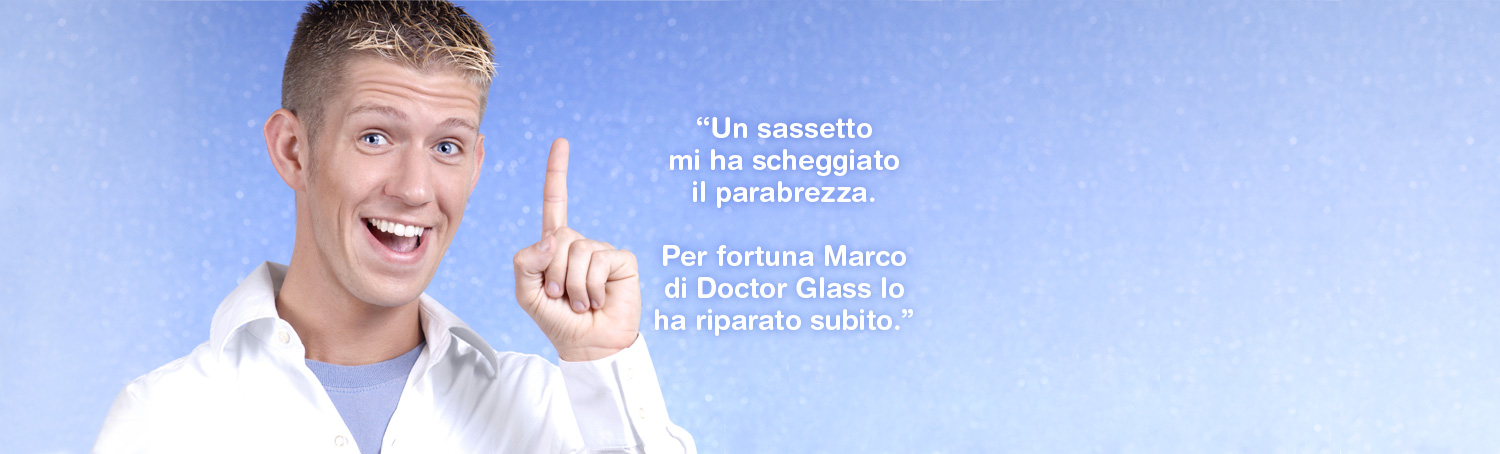 “Un sassetto
mi ha scheggiato
il parabrezza.
Per fortuna Marco
di Doctor Glass lo
ha riparato subito.”